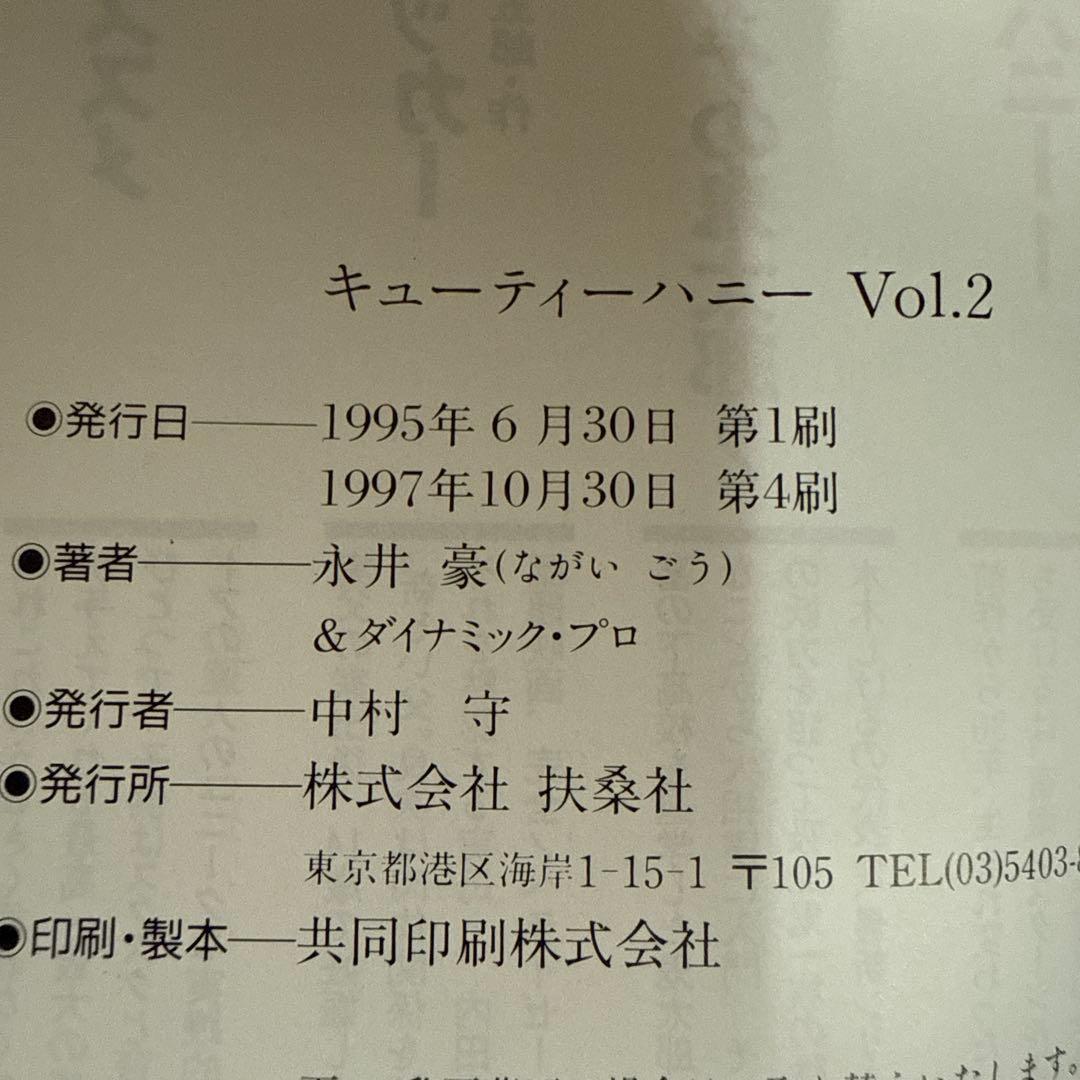 キューティーハニー Vol.2
◉発行日――1995年6月30日 第1刷
1997年10月30日 第4刷
◉著者――永井 豪(ながい ごう)
&ダイナミック・プロ
◉発行者――中村 守
◉発行所――株式会社 扶桑社
東京都港区海岸1-15-1 〒105 TEL(03)5403-
◉印刷・製本――共同印刷株式会社
します。